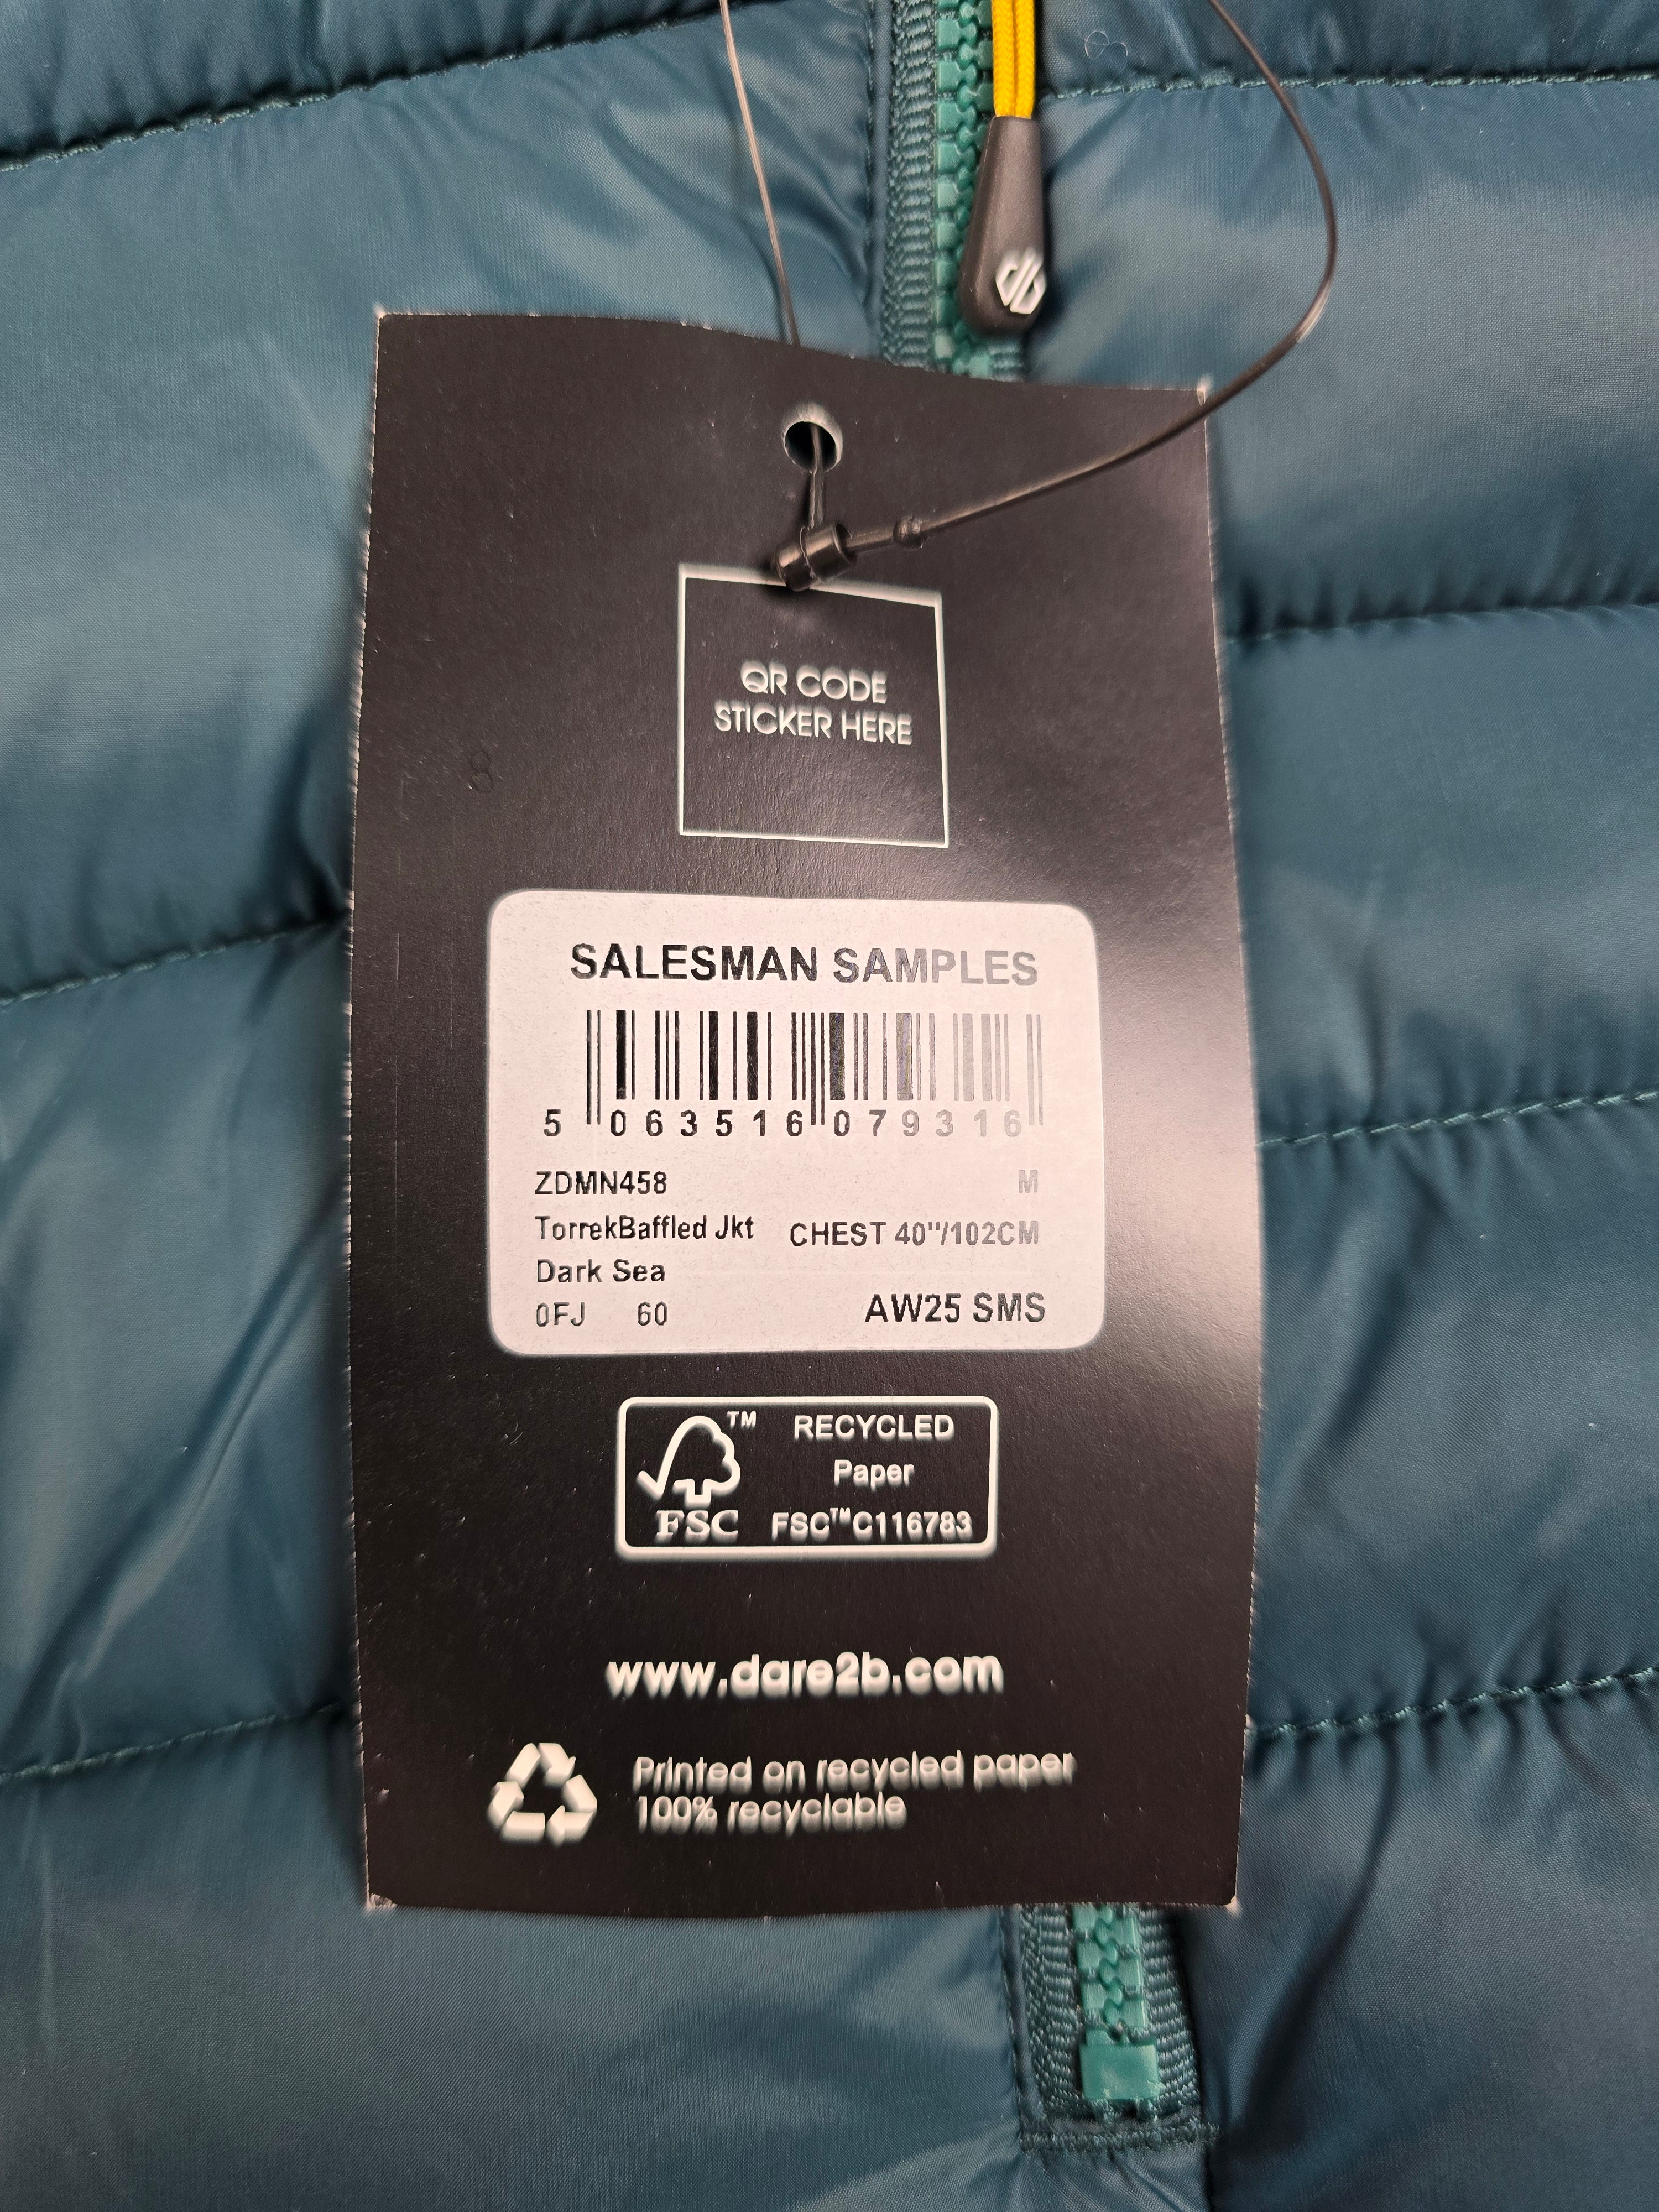 QR CODE
STICKER HERE
SALESMAN SAMPLES
5 063516 079316
ZDMN458 M
TorrekBaffled Jkt CHEST 40"/102CM
Dark Sea
0FJ 60 AW25 SMS
TM RECYCLED
Paper
FSC FSC™C116783
www.dare2b.com
Printed on recycled paper
100% recyclable